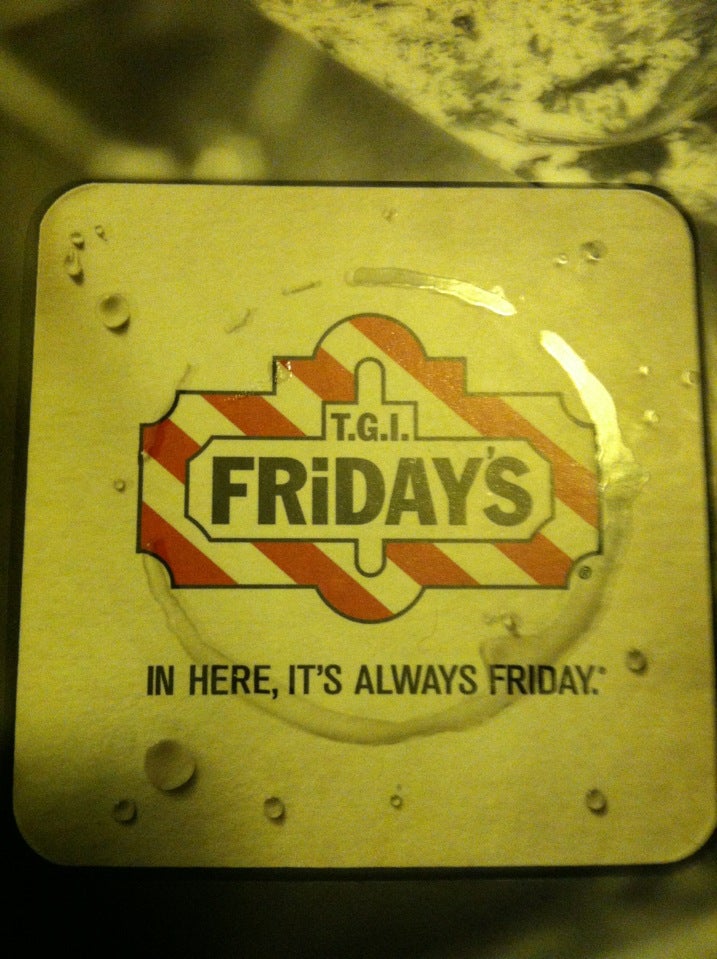 T.G.I.
FRiDAY'S
®
IN HERE, IT'S ALWAYS FRIDAY.®